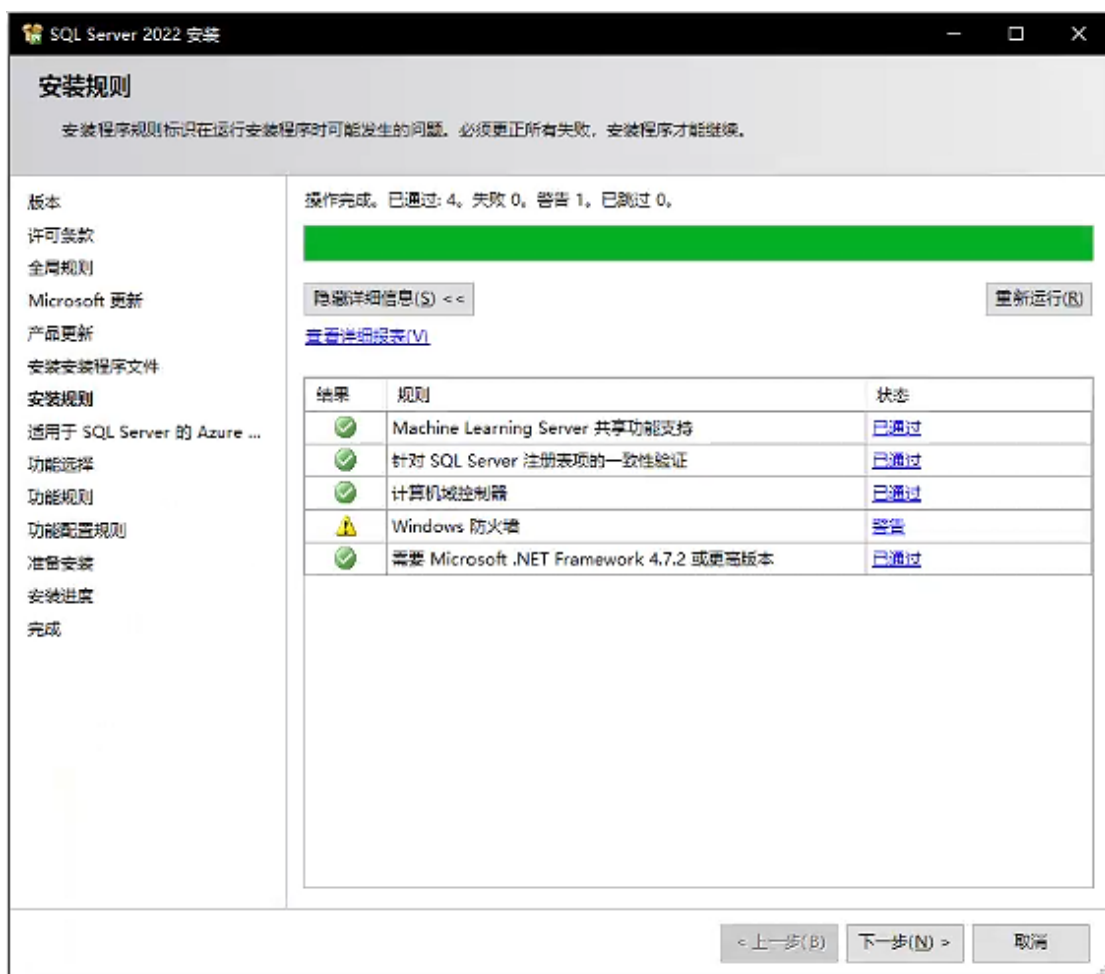 SQL Server 2022 安装
安装规则
安装程序规则标识在运行安装程序时可能发生的问题。必须更正所有失败，安装程序才能继续。
版本
许可条款
全局规则
Microsoft 更新
产品更新
安装安装程序文件
安装规则
适用于 SQL Server 的 Azure ...
功能选择
功能规则
功能配置规则
准备安装
安装进度
完成
操作完成。已通过: 4。失败 0。警告 1。已跳过 0。
隐藏详细信息(S) <<
重新运行(R)
查看详细报表(V)
结果 规则 状态
Machine Learning Server 共享功能支持 已通过
针对 SQL Server 注册表项的一致性验证 已通过
计算机域控制器 已通过
Windows 防火墙 警告
需要 Microsoft .NET Framework 4.7.2 或更高版本 已通过
< 上一步(B) 下一步(N) > 取消